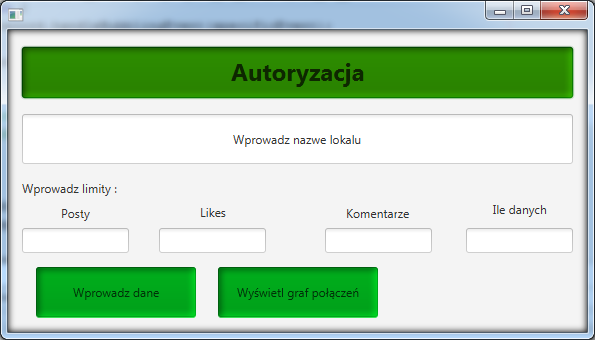 Autoryzacja
Wprowadz nazwe lokalu
Wprowadz limity :
Posty Likes Komentarze Ile danych
Wprowadz dane Wyświetl graf połączeń